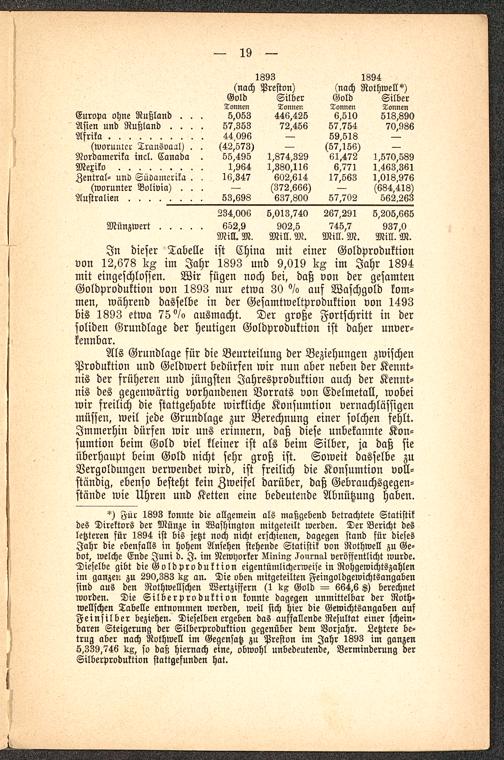 — 19 —
1893 1894
(nach Preston) (nach Rothwell*)
Gold Silber Gold Silber
Tonnen Tonnen Tonnen Tonnen
Europa ohne Rußland . . . 5,053 446,425 6,510 518,890
Asien und Rußland . . . . 57,353 72,456 57,754 70,986
Afrika . . . . . . . . . . 44,096 — 59,518 —
(worunter Transvaal) . . (42,573) — (57,156) —
Nordamerika incl. Canada . 55,495 1,874,329 61,472 1,570,589
Mexiko . . . . . . . . . 1,964 1,380,116 6,771 1,463,361
Zentral- und Südamerika . . 16,347 602,614 17,563 1,018,976
(worunter Bolivia) . . . — (372,666) — (684,418)
Australien . . . . . . . . 53,698 637,800 57,702 562,263
234,006 5,013,740 267,291 5,205,665
Münzwert . . . . . 652,9 902,5 745,7 937,0
Mill. M. Mill. M. Mill. M. Mill. M.
In dieser Tabelle ist China mit einer Goldproduktion
von 12,678 kg im Jahr 1893 und 9,019 kg im Jahr 1894
mit eingeschlossen. Wir fügen noch bei, daß von der gesamten
Goldproduktion von 1893 nur etwa 30 % auf Waschgold kom-
men, während dasselbe in der Gesamtweltproduktion von 1493
bis 1893 etwa 75 % ausmacht. Der große Fortschritt in der
soliden Grundlage der heutigen Goldproduktion ist daher unver-
kennbar.
Als Grundlage für die Beurteilung der Beziehungen zwischen
Produktion und Geldwert bedürfen wir nun aber neben der Kennt-
nis der früheren und jüngsten Jahresproduktion auch der Kennt-
nis des gegenwärtig vorhandenen Vorrats von Edelmetall, wobei
wir freilich die stattgehabte wirkliche Konsumtion vernachlässigen
müssen, weil jede Grundlage zur Berechnung einer solchen fehlt.
Immerhin dürfen wir uns erinnern, daß diese unbekannte Kon-
sumtion beim Gold viel kleiner ist als beim Silber, ja daß sie
überhaupt beim Gold nicht sehr groß ist. Soweit dasselbe zu
Vergoldungen verwendet wird, ist freilich die Konsumtion voll-
ständig, ebenso besteht kein Zweifel darüber, daß Gebrauchsgegen-
stände wie Uhren und Ketten eine bedeutende Abnützung haben.
*) Für 1893 konnte die allgemein als maßgebend betrachtete Statistik
des Direktors der Münze in Washington mitgeteilt werden. Der Bericht des
letzteren für 1894 ist bis jetzt noch nicht erschienen, dagegen stand für dieses
Jahr die ebenfalls in hohem Ansehen stehende Statistik von Rothwell zu Ge-
bot, welche Ende Juni d. J. im Newyorker Mining Journal veröffentlicht wurde.
Dieselbe gibt die Goldproduktion eigentümlicherweise in Rohgewichtszahlen
im ganzen zu 290,383 kg an. Die oben mitgeteilten Feingoldgewichtsangaben
sind aus den Rothwellschen Wertziffern (1 kg Gold = 664,6 $) berechnet
worden. Die Silberproduktion konnte dagegen unmittelbar der Roth-
wellschen Tabelle entnommen werden, weil sich hier die Gewichtsangaben auf
Feinsilber beziehen. Dieselben ergeben das auffallende Resultat einer schein-
baren Steigerung der Silberproduktion gegenüber dem Vorjahr. Letztere be-
trug aber nach Rothwell im Gegensatz zu Preston im Jahr 1893 im ganzen
5,339,746 kg, so daß hiernach eine, obwohl unbedeutende, Verminderung der
Silberproduktion stattgefunden hat.